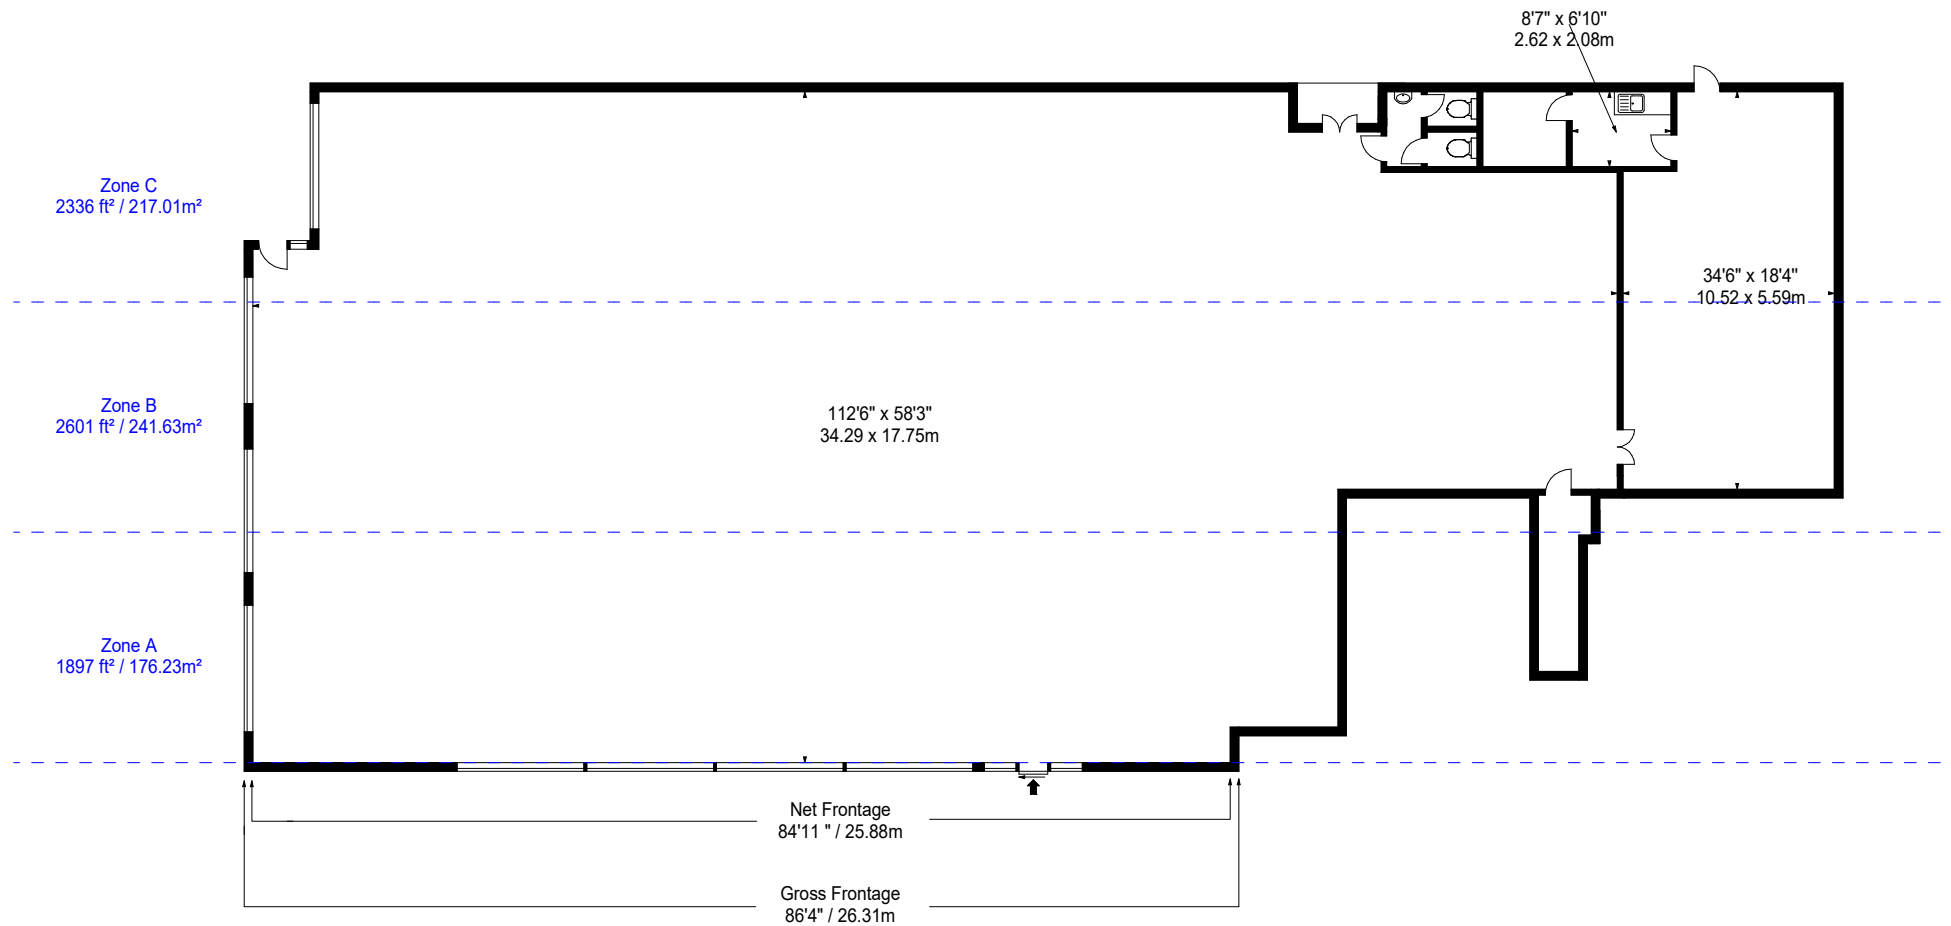 8'7" x 6'10"
2.62 x 2.08m
Zone C
2336 ft² / 217.01m²
34'6" x 18'4"
10.52 x 5.59m
Zone B
2601 ft² / 241.63m²
112'6" x 58'3"
34.29 x 17.75m
Zone A
1897 ft² / 176.23m²
Net Frontage
84'11 " / 25.88m
Gross Frontage
86'4" / 26.31m